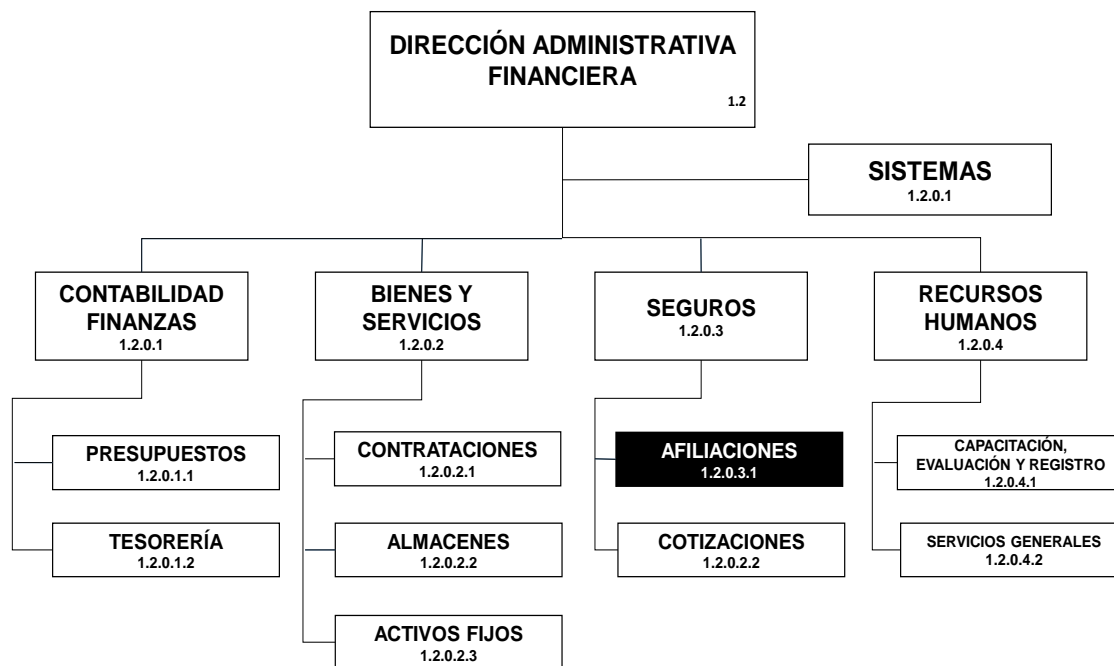 DIRECCIÓN ADMINISTRATIVA
FINANCIERA
1.2
SISTEMAS
1.2.0.1
CONTABILIDAD
FINANZAS
1.2.0.1
BIENES Y
SERVICIOS
1.2.0.2
SEGUROS
1.2.0.3
RECURSOS
HUMANOS
1.2.0.4
PRESUPUESTOS
1.2.0.1.1
CONTRATACIONES
1.2.0.2.1
AFILIACIONES
1.2.0.3.1
CAPACITACIÓN,
EVALUACIÓN Y REGISTRO
1.2.0.4.1
TESORERÍA
1.2.0.1.2
ALMACENES
1.2.0.2.2
COTIZACIONES
1.2.0.2.2
SERVICIOS GENERALES
1.2.0.4.2
ACTIVOS FIJOS
1.2.0.2.3